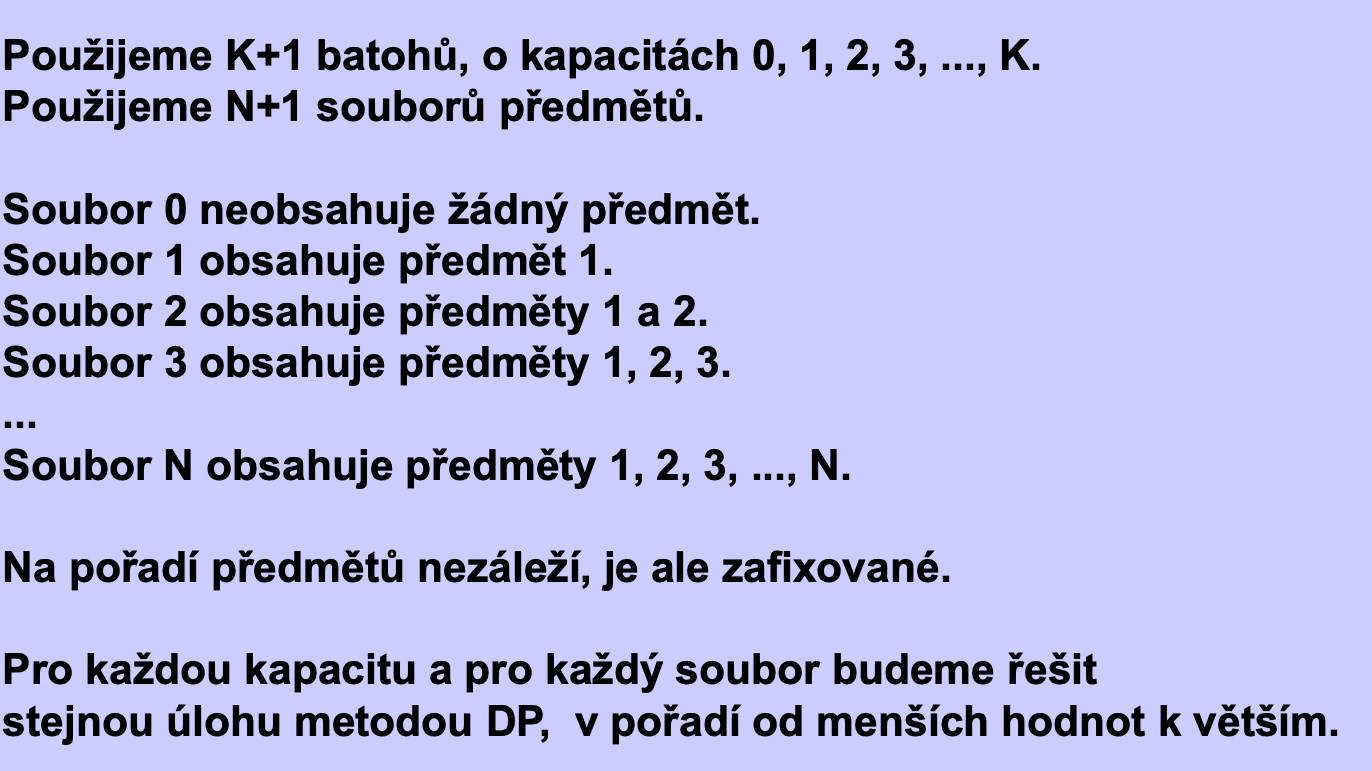 Použijeme K+1 batohů, o kapacitách 0, 1, 2, 3, ..., K.
Použijeme N+1 souborů předmětů.
Soubor 0 neobsahuje žádný předmět.
Soubor 1 obsahuje předmět 1.
Soubor 2 obsahuje předměty 1 a 2.
Soubor 3 obsahuje předměty 1, 2, 3.
...
Soubor N obsahuje předměty 1, 2, 3, ..., N.
Na pořadí předmětů nezáleží, je ale zafixované.
Pro každou kapacitu a pro každý soubor budeme řešit
stejnou úlohu metodou DP,  v pořadí od menších hodnot k větším.